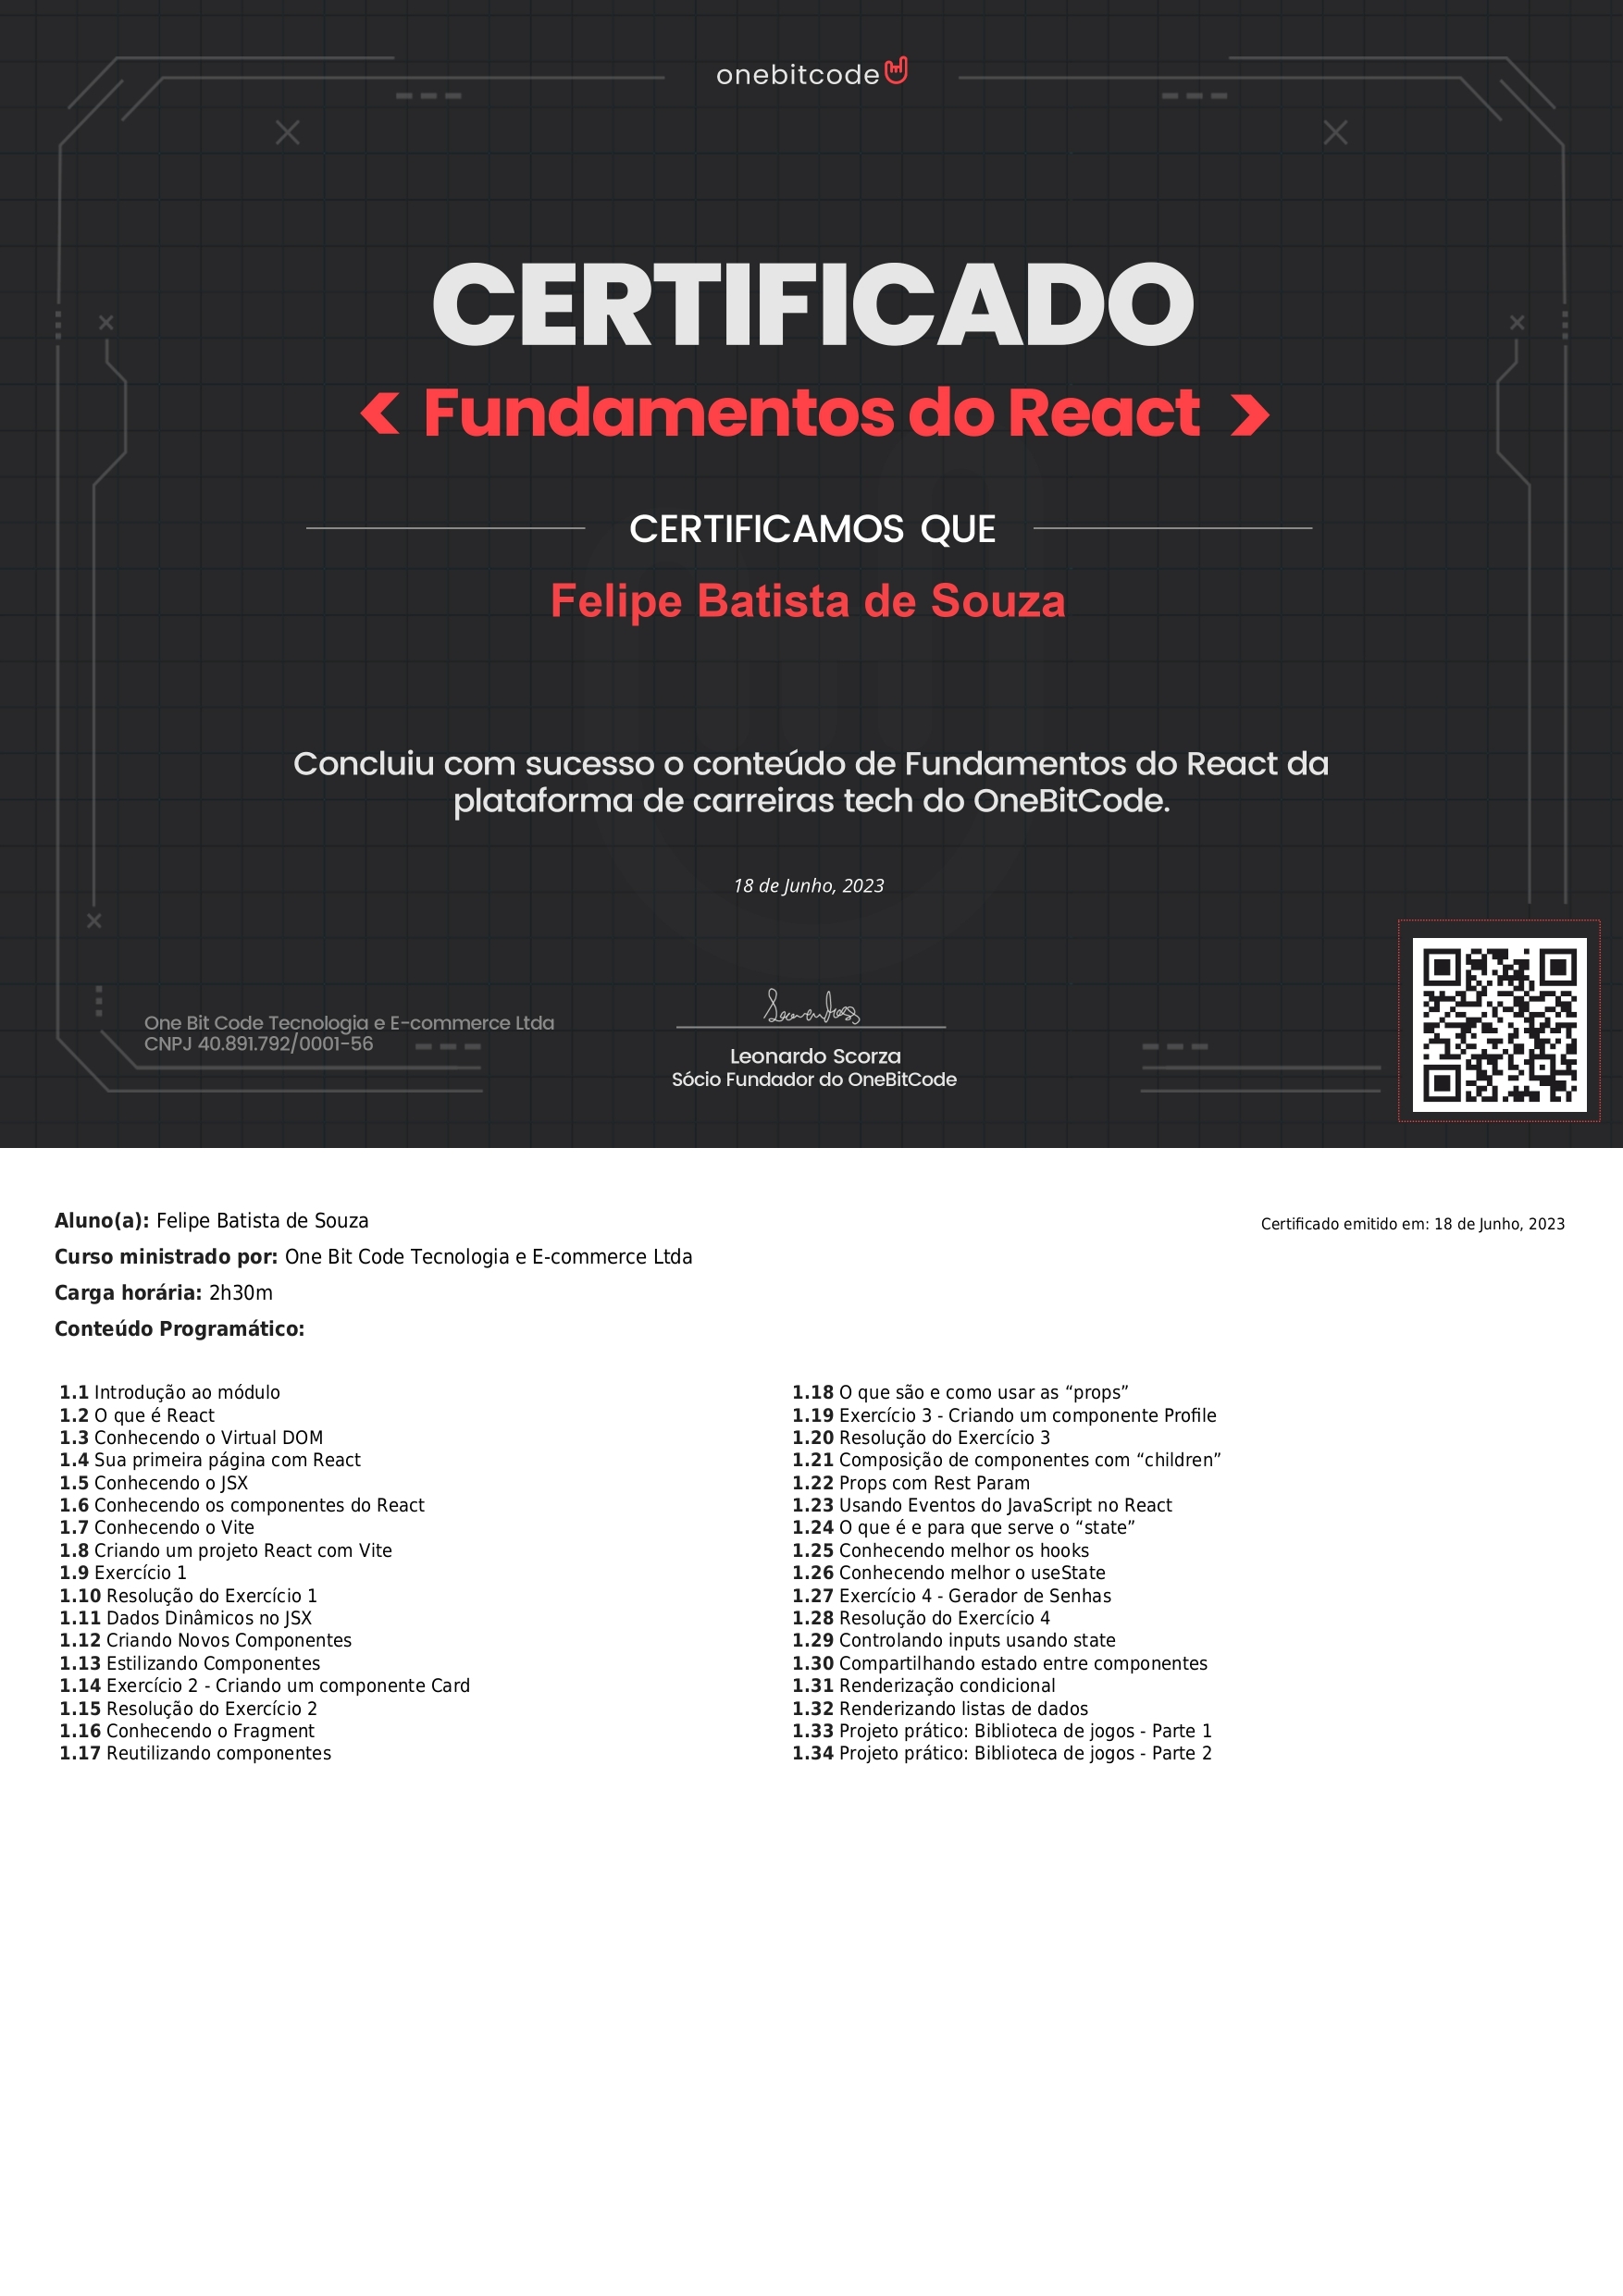 onebitcode
CERTIFICADO
< Fundamentos do React >
CERTIFICAMOS QUE
Felipe Batista de Souza
Concluiu com sucesso o conteúdo de Fundamentos do React da
plataforma de carreiras tech do OneBitCode.
18 de Junho, 2023
One Bit Code Tecnologia e E-commerce Ltda
CNPJ 40.891.792/0001-56
Leonardo Scorza
Sócio Fundador do OneBitCode
Aluno(a): Felipe Batista de Souza
Certificado emitido em: 18 de Junho, 2023
Curso ministrado por: One Bit Code Tecnologia e E-commerce Ltda
Carga horária: 2h30m
Conteúdo Programático:
1.1 Introdução ao módulo
1.2 O que é React
1.3 Conhecendo o Virtual DOM
1.4 Sua primeira página com React
1.5 Conhecendo o JSX
1.6 Conhecendo os componentes do React
1.7 Conhecendo o Vite
1.8 Criando um projeto React com Vite
1.9 Exercício 1
1.10 Resolução do Exercício 1
1.11 Dados Dinâmicos no JSX
1.12 Criando Novos Componentes
1.13 Estilizando Componentes
1.14 Exercício 2 - Criando um componente Card
1.15 Resolução do Exercício 2
1.16 Conhecendo o Fragment
1.17 Reutilizando componentes
1.18 O que são e como usar as “props”
1.19 Exercício 3 - Criando um componente Profile
1.20 Resolução do Exercício 3
1.21 Composição de componentes com “children”
1.22 Props com Rest Param
1.23 Usando Eventos do JavaScript no React
1.24 O que é e para que serve o “state”
1.25 Conhecendo melhor os hooks
1.26 Conhecendo melhor o useState
1.27 Exercício 4 - Gerador de Senhas
1.28 Resolução do Exercício 4
1.29 Controlando inputs usando state
1.30 Compartilhando estado entre componentes
1.31 Renderização condicional
1.32 Renderizando listas de dados
1.33 Projeto prático: Biblioteca de jogos - Parte 1
1.34 Projeto prático: Biblioteca de jogos - Parte 2